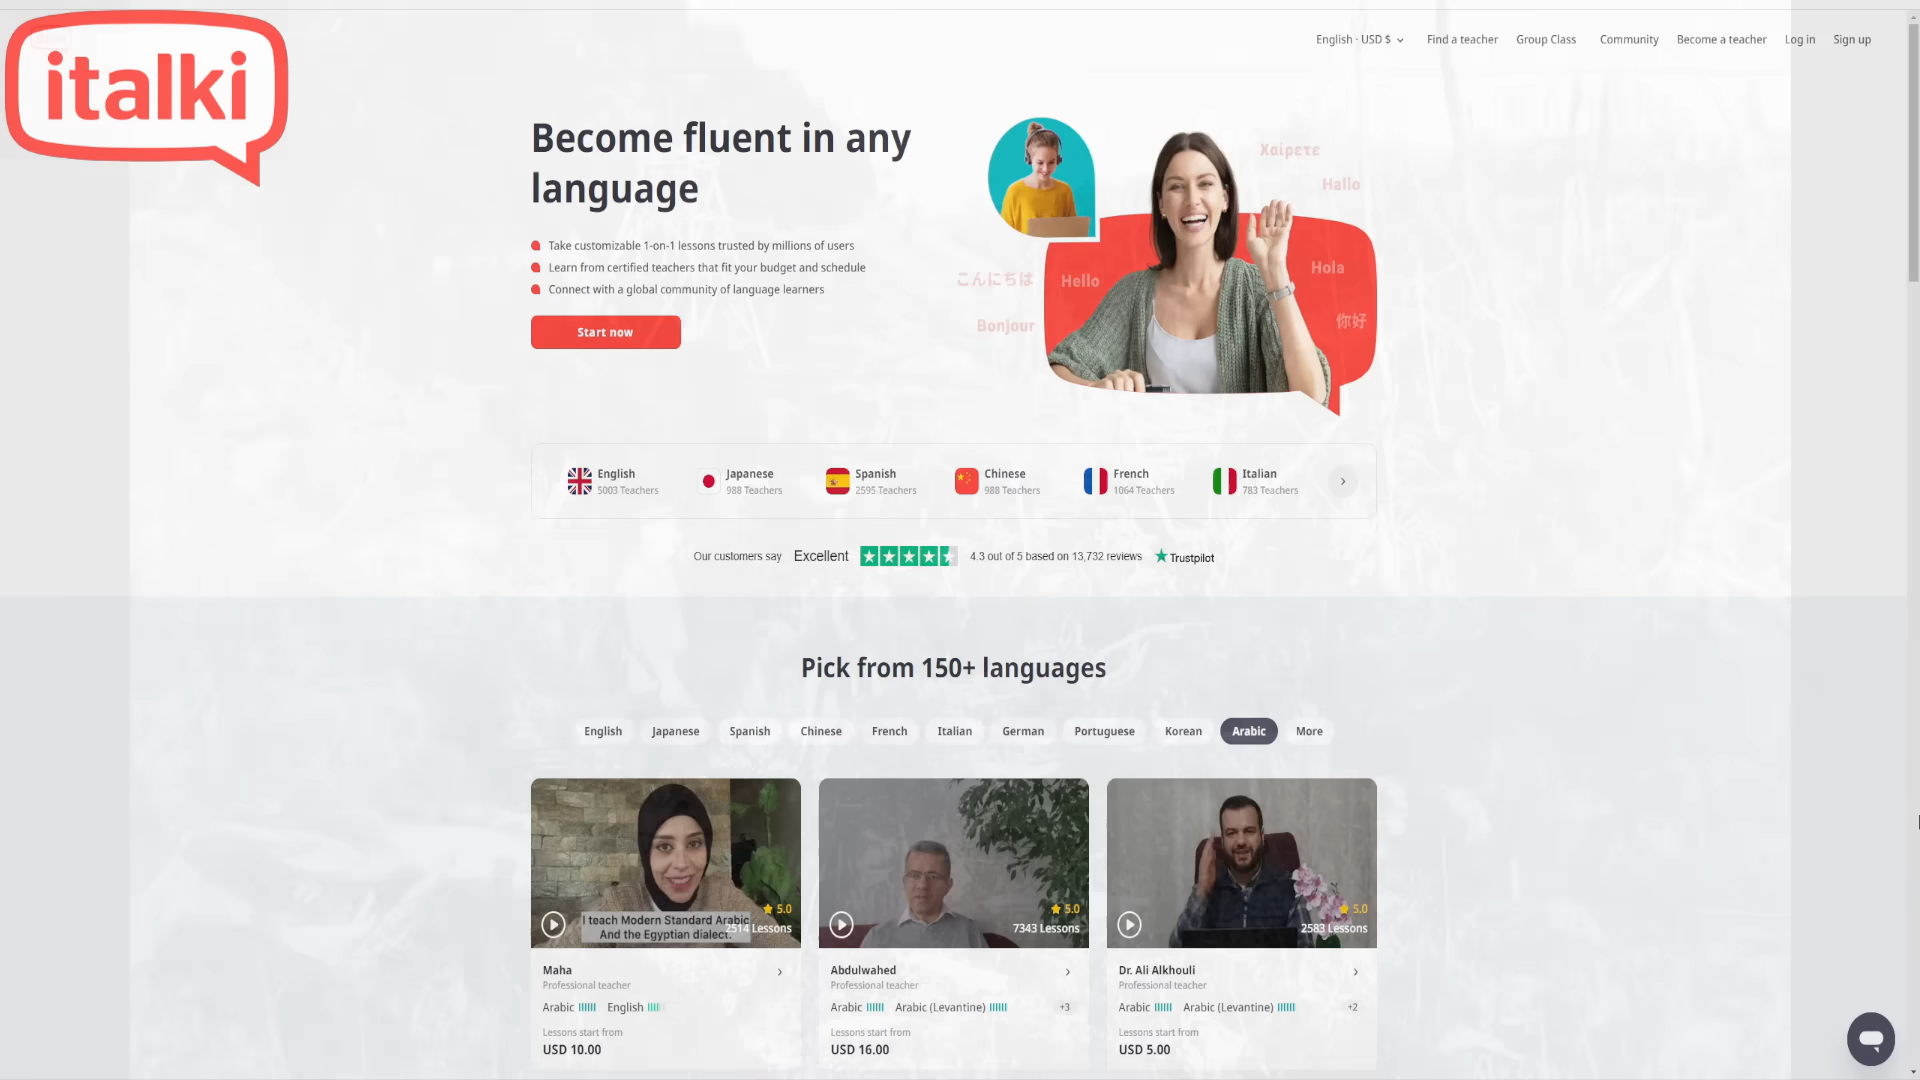 italki
English · USD $
Find a teacher
Group Class
Community
Become a teacher
Log in
Sign up
Become fluent in any
language
Take customizable 1-on-1 lessons trusted by millions of users
Learn from certified teachers that fit your budget and schedule
Connect with a global community of language learners
Start now
Χαίρετε
Hallo
こんにちは
Hello
Hola
Bonjour
你好
English
5003 Teachers
Japanese
988 Teachers
Spanish
2595 Teachers
Chinese
988 Teachers
French
1064 Teachers
Italian
783 Teachers
Our customers say Excellent 4.3 out of 5 based on 13,732 reviews Trustpilot
Pick from 150+ languages
English
Japanese
Spanish
Chinese
French
Italian
German
Portuguese
Korean
Arabic
More
I teach Modern Standard Arabic
And the Egyptian dialect.
5.0
2514 Lessons
Maha
Professional teacher
Arabic English
Lessons start from
USD 10.00
5.0
7343 Lessons
Abdulwahed
Professional teacher
Arabic Arabic (Levantine) +3
Lessons start from
USD 16.00
5.0
2583 Lessons
Dr. Ali Alkhouli
Professional teacher
Arabic Arabic (Levantine) +2
Lessons start from
USD 5.00